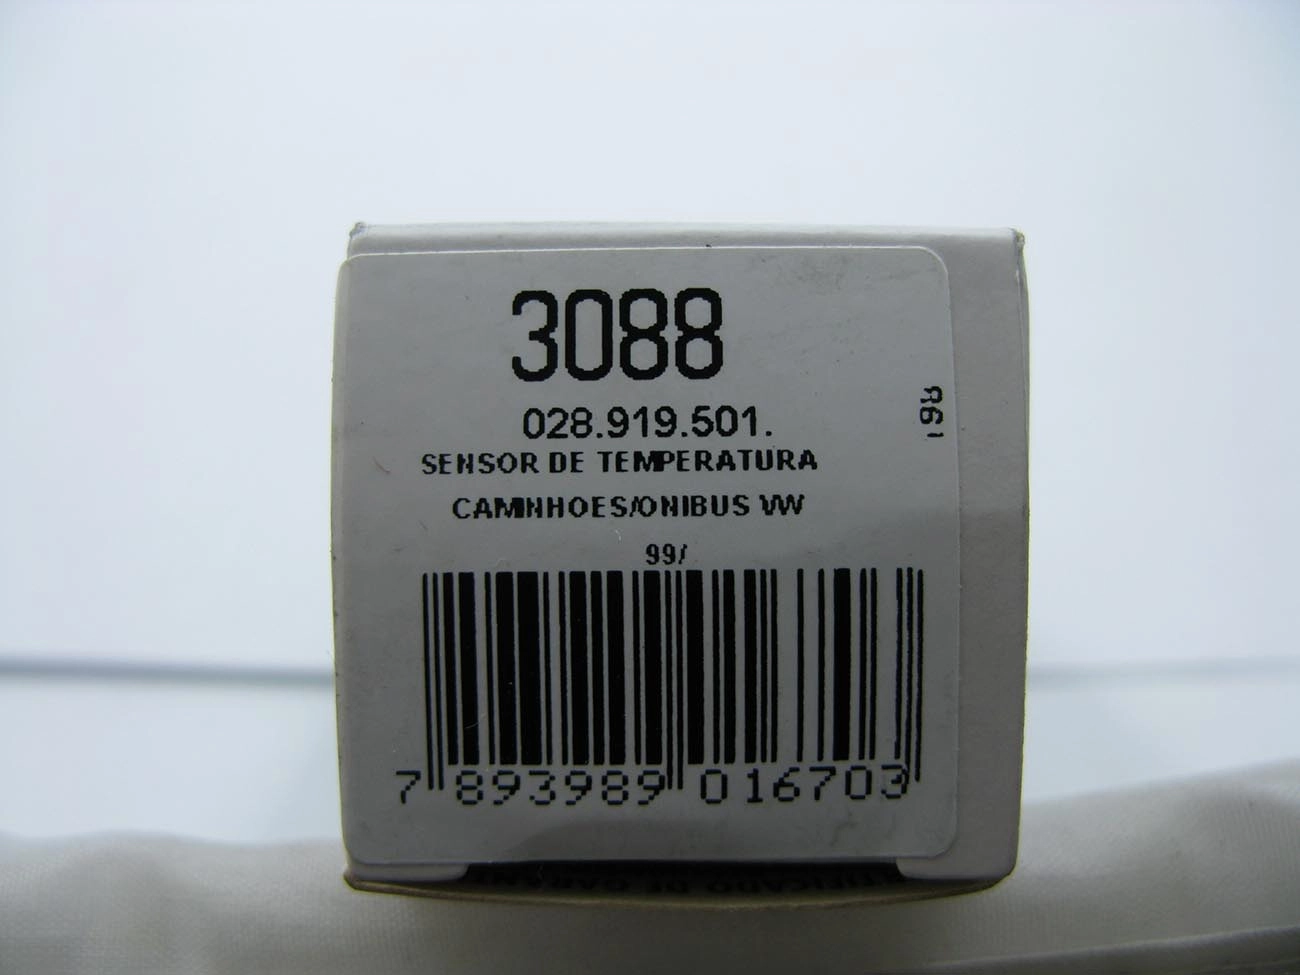 3088
028.919.501.
SENSOR DE TEMPERATURA
CAMINHOES/ONIBUS VW
99/
7 893989 016703